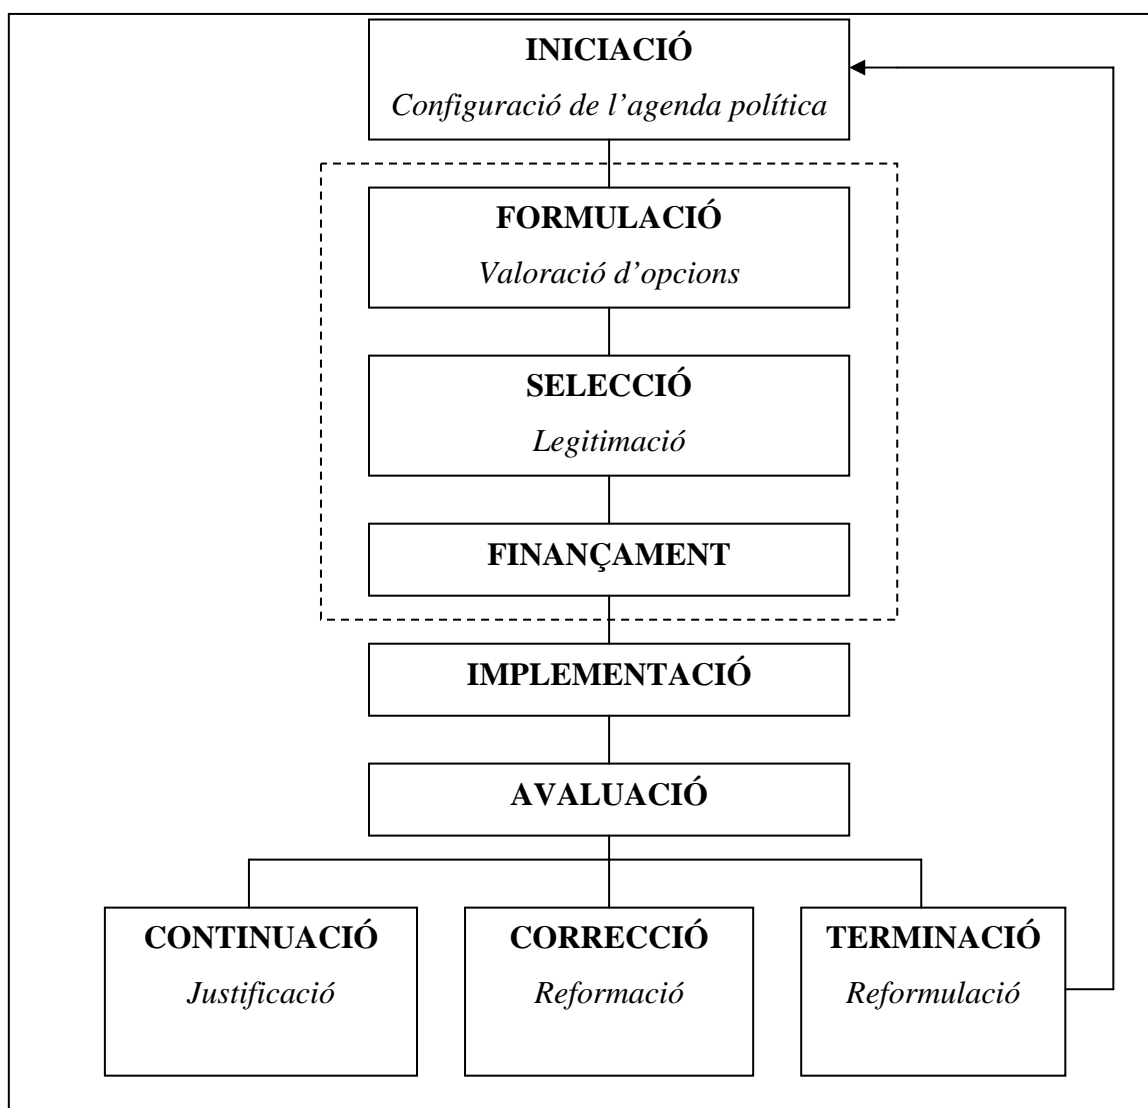 INICIACIÓ
Configuració de l’agenda política
FORMULACIÓ
Valoració d’opcions
SELECCIÓ
Legitimació
FINANÇAMENT
IMPLEMENTACIÓ
AVALUACIÓ
CONTINUACIÓ
Justificació
CORRECCIÓ
Reformació
TERMINACIÓ
Reformulació